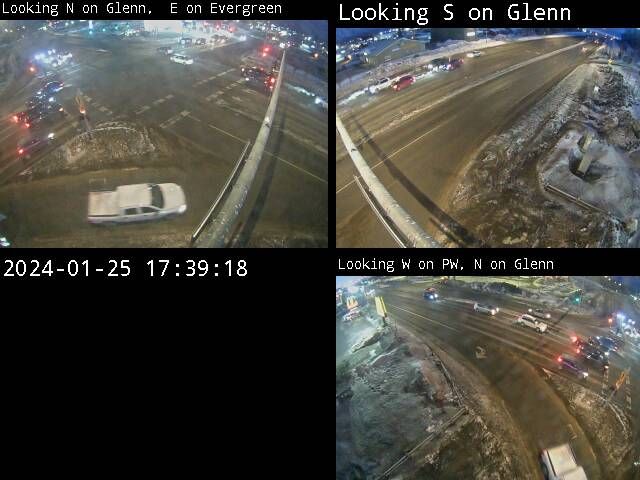 Looking N on Glenn,  E on Evergreen
Looking S on Glenn
2024-01-25 17:39:18
Looking W on PW, N on Glenn